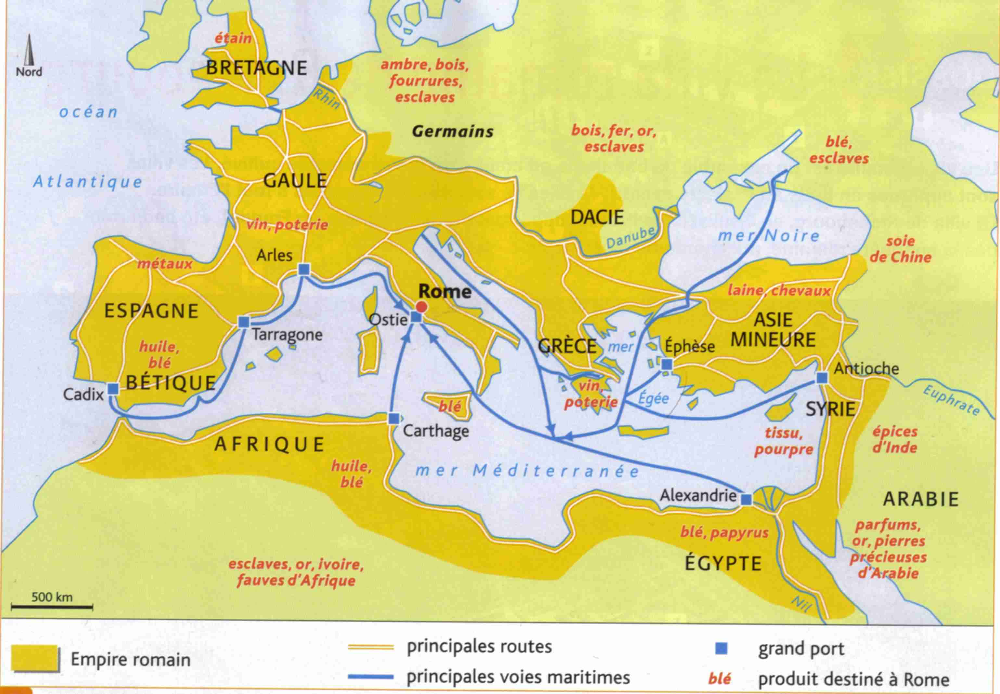 étain
BRETAGNE
Nord
ambre, bois,
fourrures,
esclaves
Rhin
océan
Germains
bois, fer, or,
esclaves
blé,
esclaves
Atlantique
GAULE
DACIE
Danube
mer Noire
vin, poterie
soie
de Chine
Arles
métaux
Rome
laine, chevaux
ESPAGNE
Ostie
ASIE
MINEURE
Tarragone
huile,
blé
GRÈCE
mer
Éphèse
BÉTIQUE
Antioche
Cadix
vin,
poterie
Égée
Euphrate
blé
SYRIE
Carthage
AFRIQUE
tissu,
pourpre
épices
d'Inde
huile,
blé
mer Méditerranée
Alexandrie
ARABIE
blé, papyrus
parfums,
or, pierres
précieuses
d'Arabie
ÉGYPTE
esclaves, or, ivoire,
fauves d'Afrique
Nil
500 km
Empire romain
principales routes
principales voies maritimes
grand port
blé
produit destiné à Rome